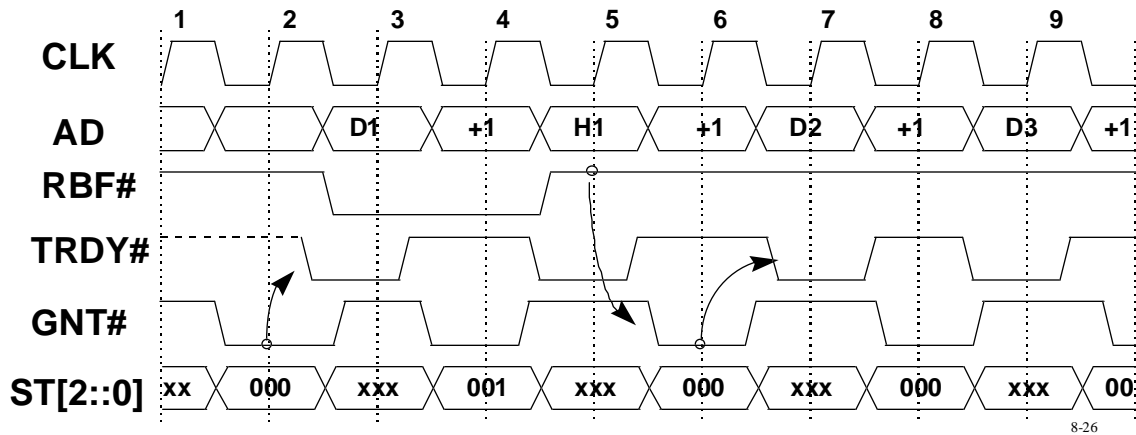 1 2 3 4 5 6 7 8 9
CLK
AD D1 +1 H1 +1 D2 +1 D3 +1
RBF#
TRDY#
GNT#
ST[2::0] xx 000 xxx 001 xxx 000 xxx 000 xxx 00
8-26